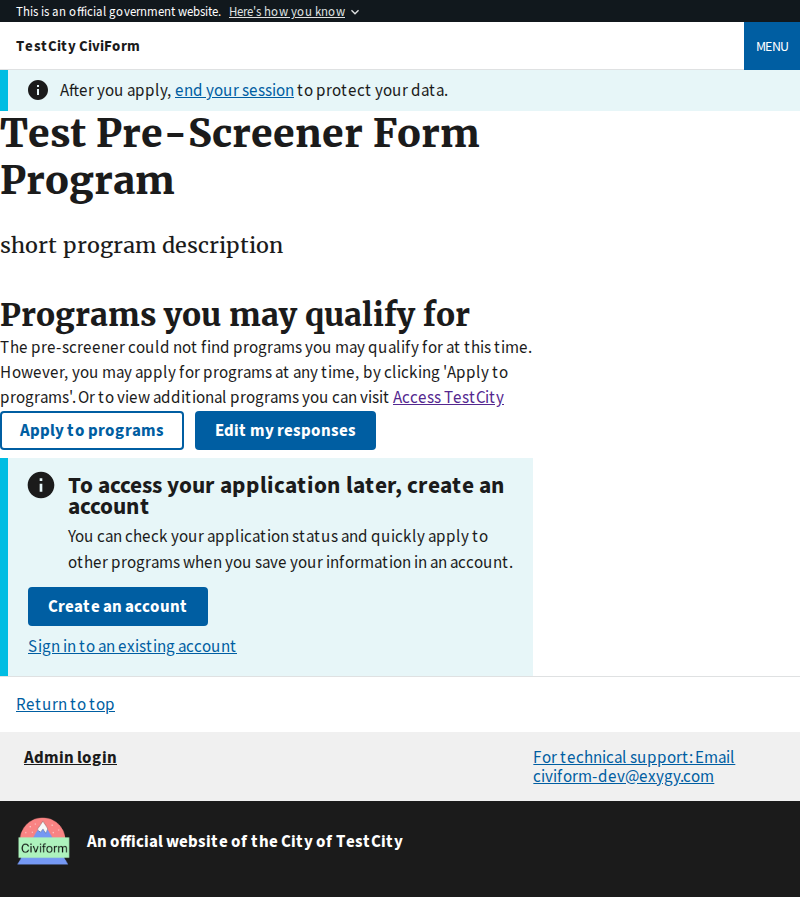 This is an official government website. Here's how you know
TestCity CiviForm
MENU
After you apply, end your session to protect your data.
Test Pre-Screener Form
Program
short program description
Programs you may qualify for
The pre-screener could not find programs you may qualify for at this time.
However, you may apply for programs at any time, by clicking 'Apply to
programs'. Or to view additional programs you can visit Access TestCity
Apply to programs
Edit my responses
To access your application later, create an
account
You can check your application status and quickly apply to
other programs when you save your information in an account.
Create an account
Sign in to an existing account
Return to top
Admin login
For technical support: Email
civiform-dev@exygy.com
Civiform
An official website of the City of TestCity